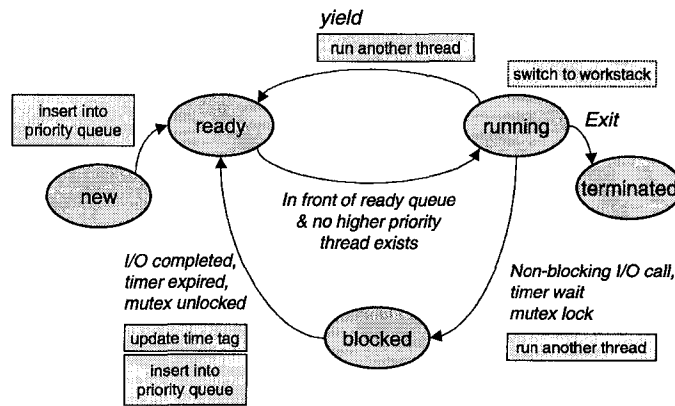 yield
run another thread
switch to workstack
insert into
priority queue
ready
running
Exit
new
terminated
In front of ready queue
& no higher priority
thread exists
I/O completed,
timer expired,
mutex unlocked
Non-blocking I/O call,
timer wait
mutex lock
update time tag
blocked
run another thread
insert into
priority queue